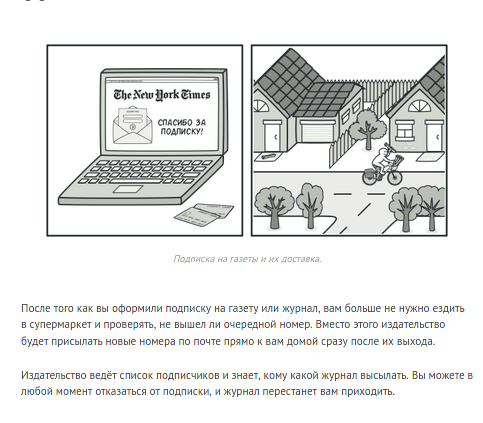 The New York Times
СПАСИБО ЗА
ПОДПИСКУ!
Подписка на газеты и их доставка.
После того как вы оформили подписку на газету или журнал, вам больше не нужно ездить
в супермаркет и проверять, не вышел ли очередной номер. Вместо этого издательство
будет присылать новые номера по почте прямо к вам домой сразу после их выхода.
Издательство ведёт список подписчиков и знает, кому какой журнал высылать. Вы можете в
любой момент отказаться от подписки, и журнал перестанет вам приходить.